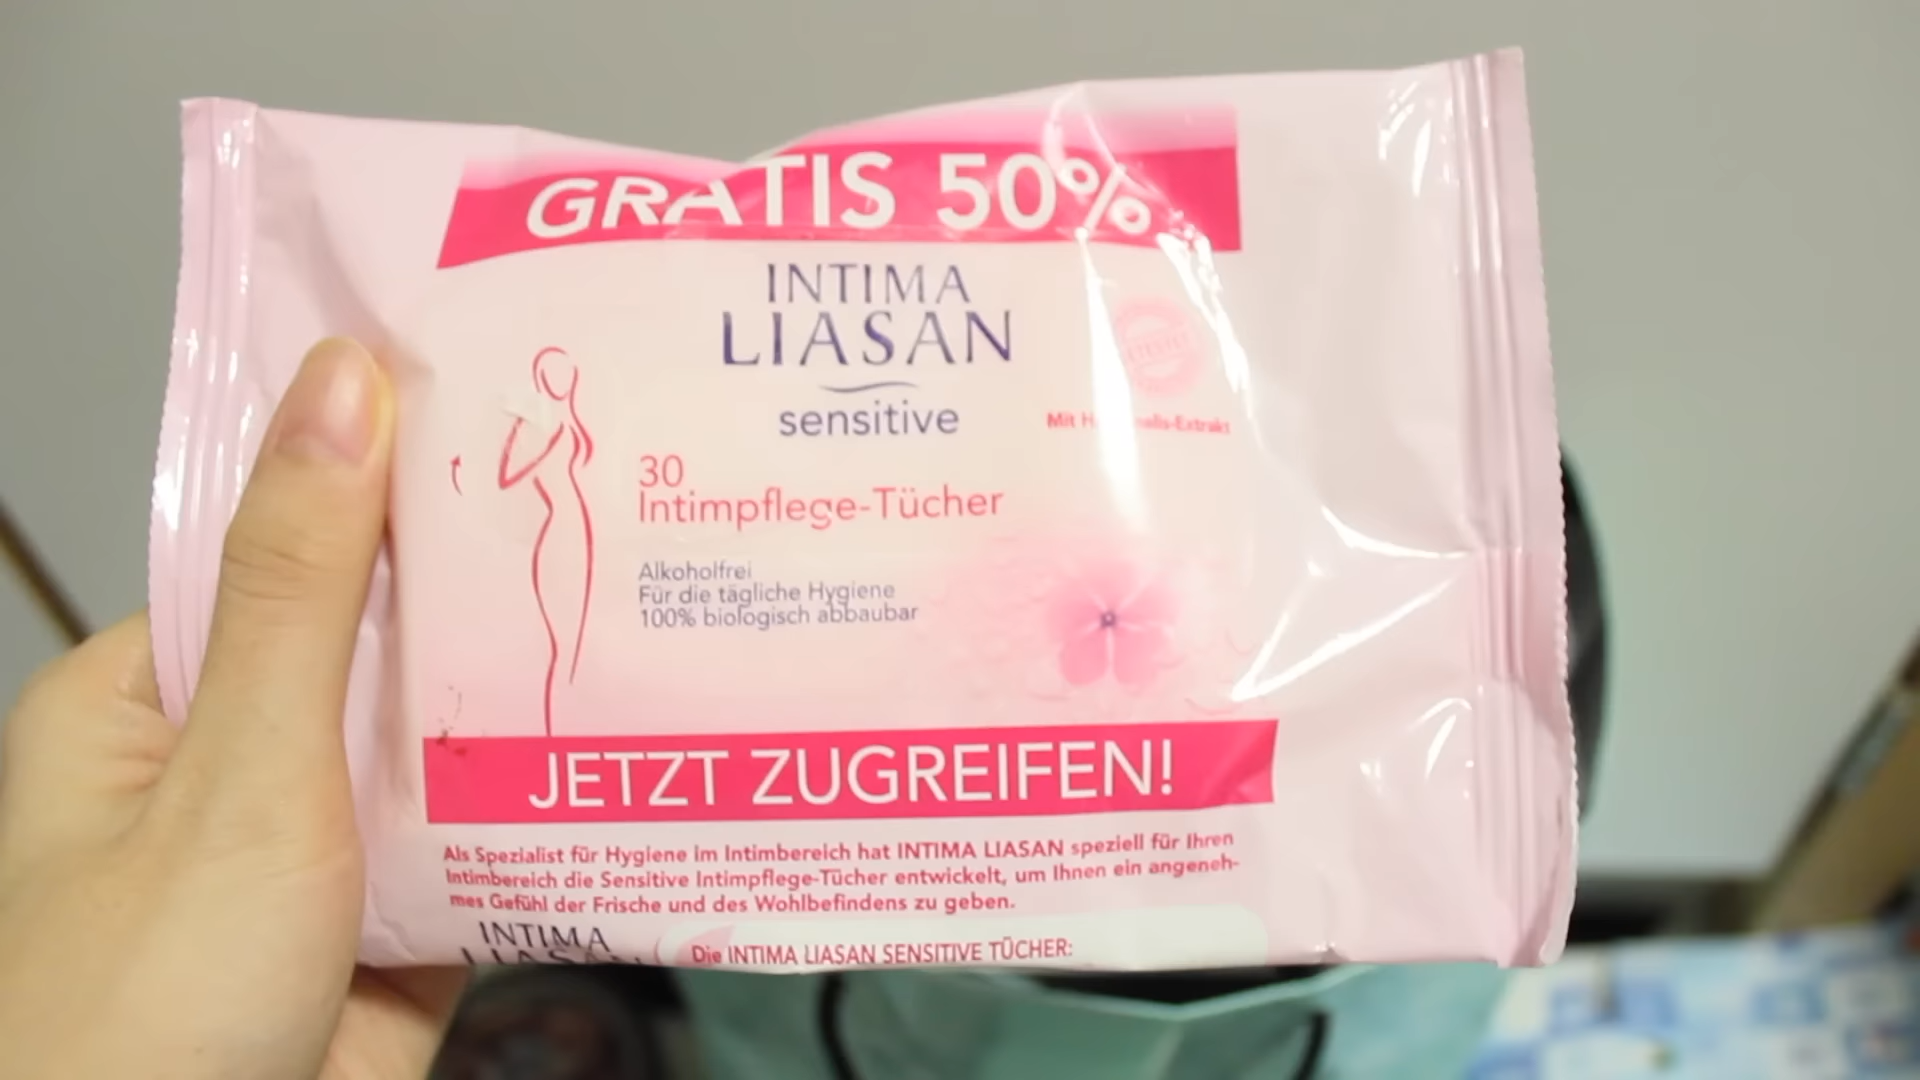 GRATIS 50%
INTIMA
LIASAN
sensitive
Mit
30
Intimpflege-Tücher
Alkoholfrei
Für die tägliche Hygiene
100% biologisch abbaubar
JETZT ZUGREIFEN!
Als Spezialist für Hygiene im Intimbereich hat INTIMA LIASAN speziell für Ihren
Intimbereich die Sensitive Intimpflege-Tücher entwickelt, um Ihnen ein angeneh-
mes Gefühl der Frische und des Wohlbefindens zu geben.
INTIMA
LIASAN
Die INTIMA LIASAN SENSITIVE TÜCHER: